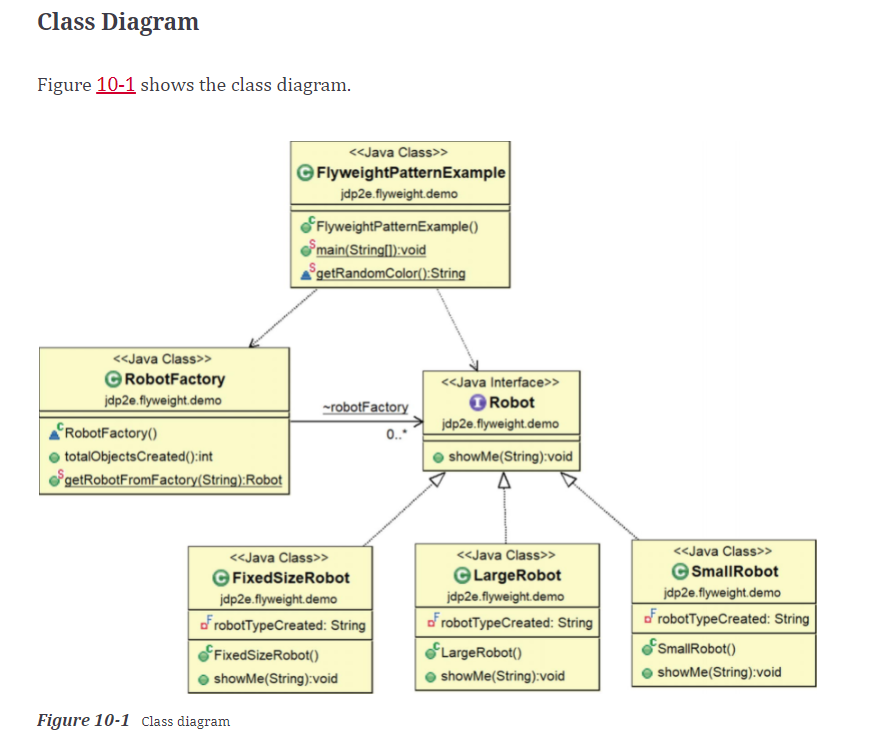 Class Diagram
Figure 10-1 shows the class diagram.
<<Java Class>>
C FlyweightPatternExample
jdp2e.flyweight.demo
C FlyweightPatternExample()
S main(String[]):void
S getRandomColor():String
<<Java Class>>
C RobotFactory
jdp2e.flyweight.demo
C RobotFactory()
totalObjectsCreated():int
S getRobotFromFactory(String):Robot
~robotFactory
0..*
<<Java Interface>>
I Robot
jdp2e.flyweight.demo
showMe(String):void
<<Java Class>>
C FixedSizeRobot
jdp2e.flyweight.demo
F robotTypeCreated: String
C FixedSizeRobot()
showMe(String):void
<<Java Class>>
C LargeRobot
jdp2e.flyweight.demo
F robotTypeCreated: String
C LargeRobot()
showMe(String):void
<<Java Class>>
C SmallRobot
jdp2e.flyweight.demo
F robotTypeCreated: String
C SmallRobot()
showMe(String):void
Figure 10-1 Class diagram